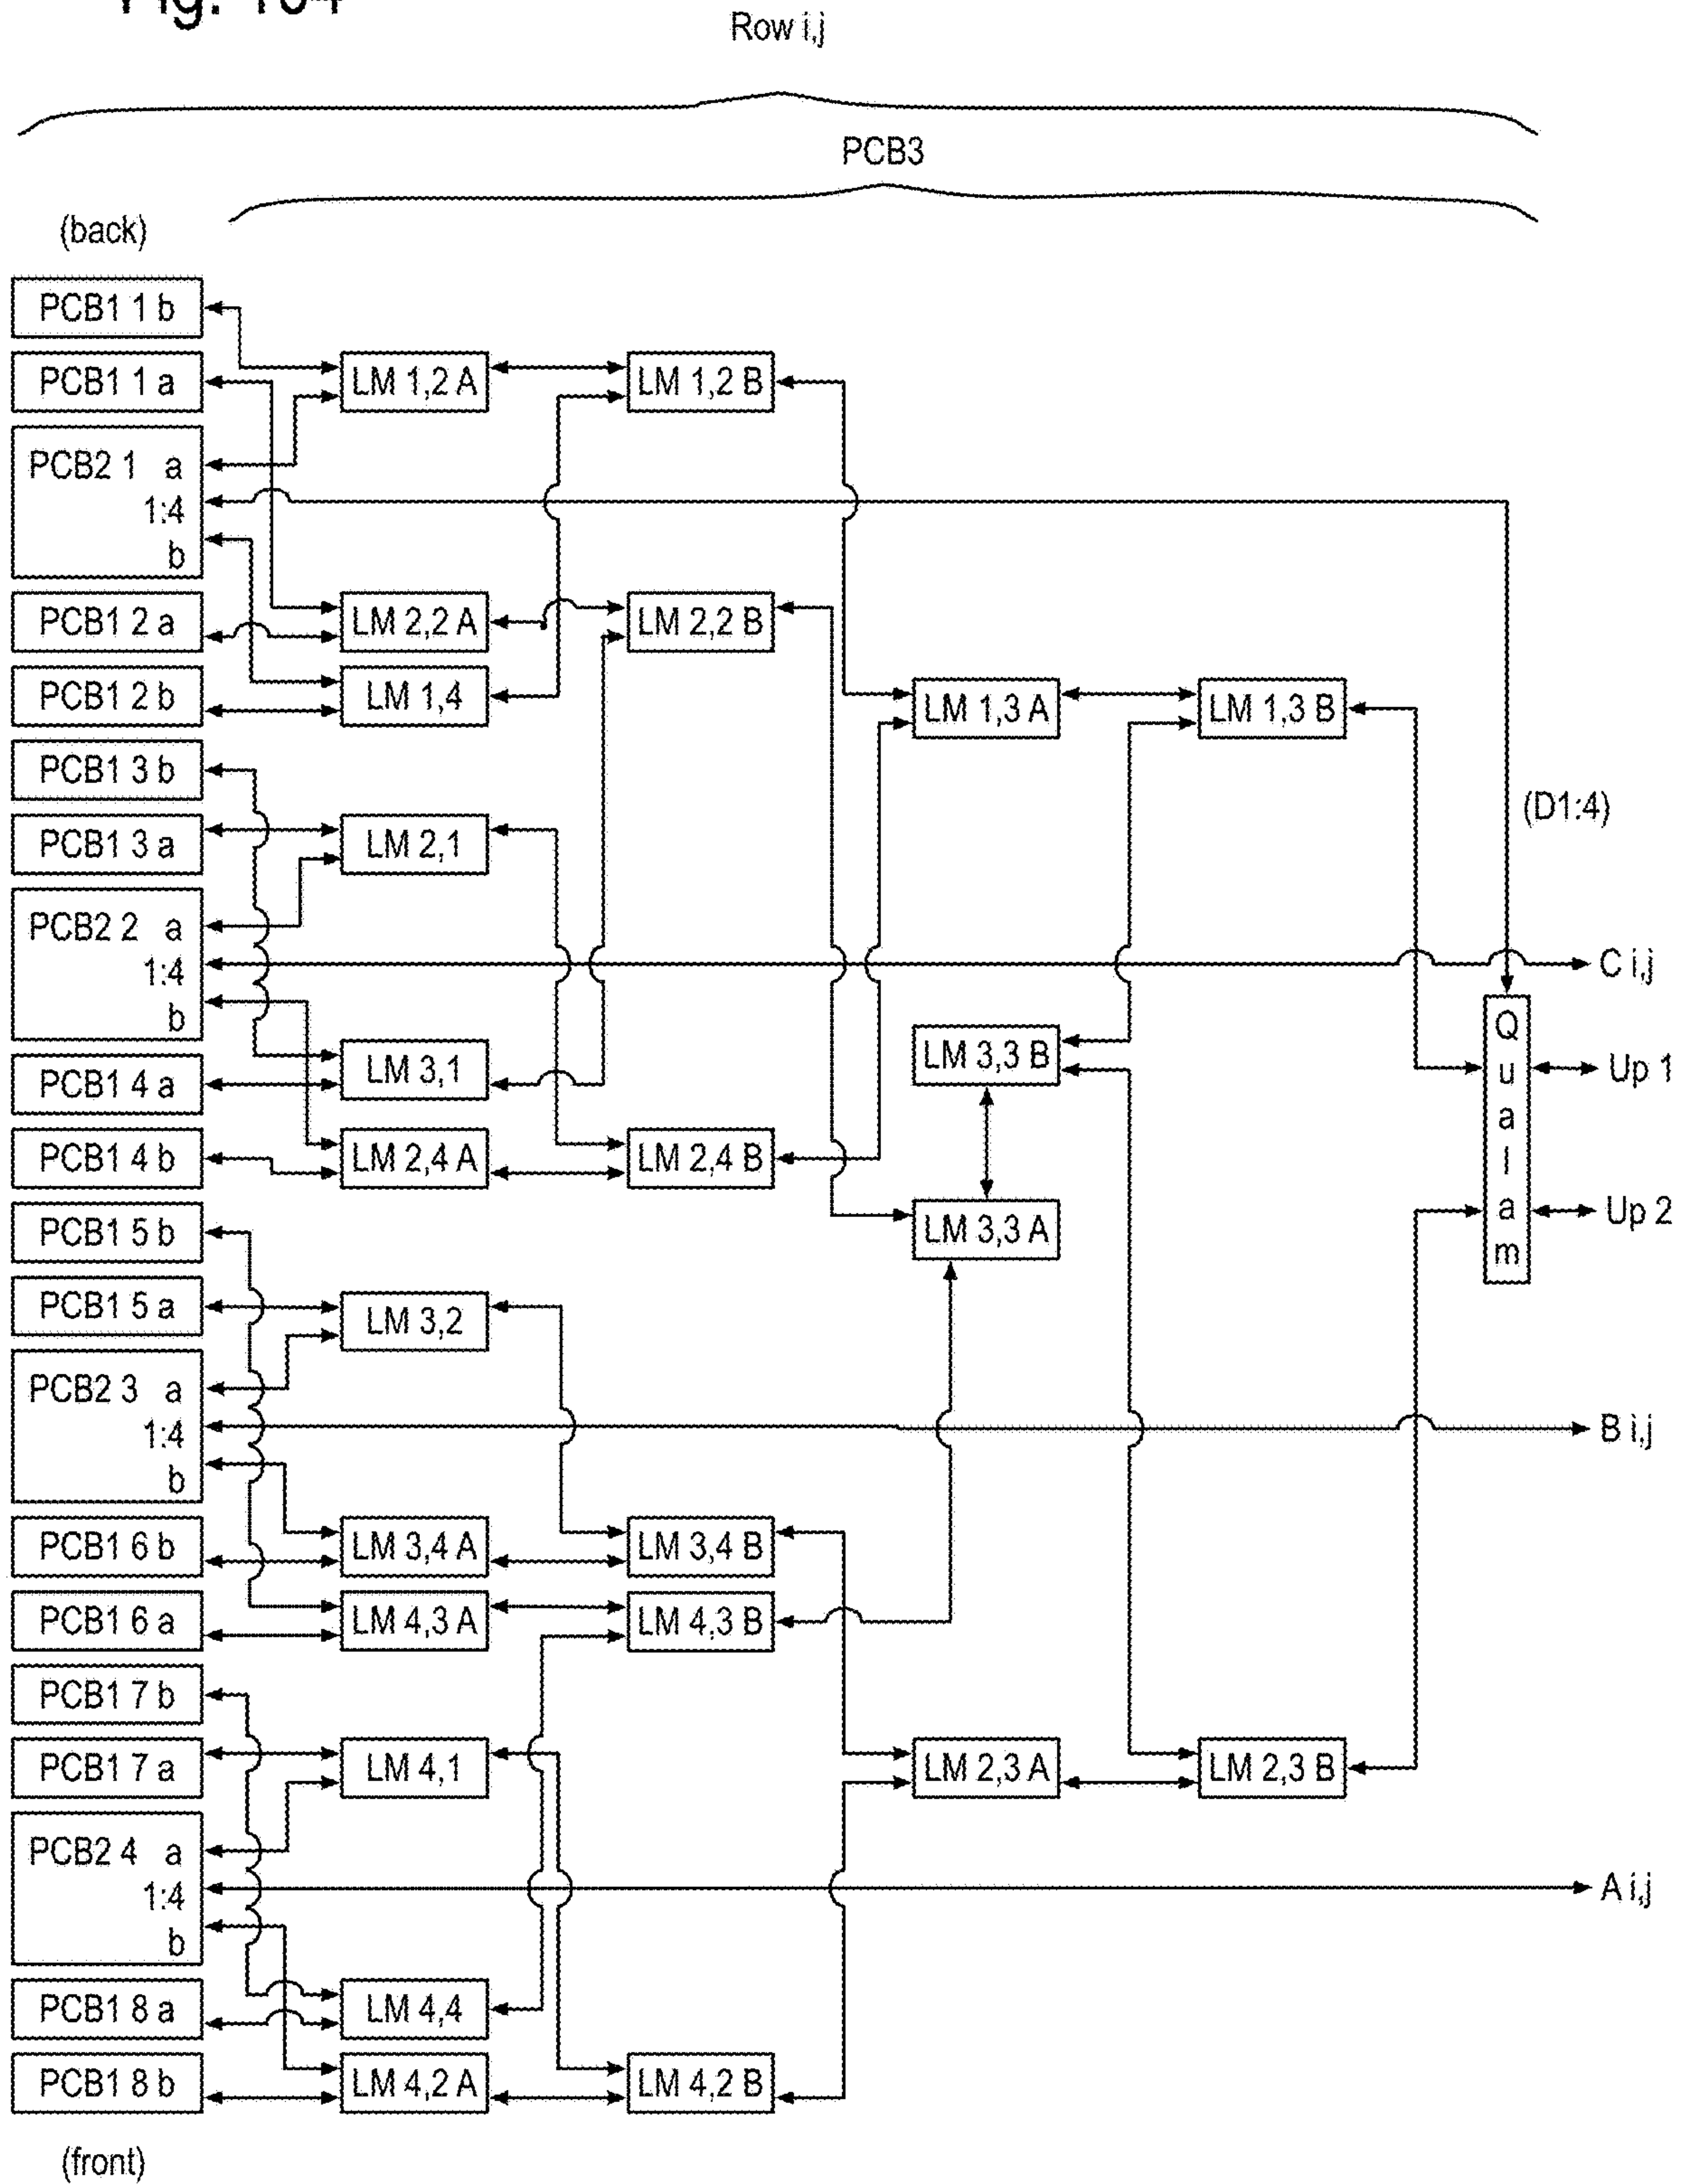 Row i,j
PCB3
(back)
PCB1 1 b
PCB1 1 a
LM 1,2 A
LM 1,2 B
PCB2 1 a
1:4
b
PCB1 2 a
LM 2,2 A
LM 2,2 B
PCB1 2 b
LM 1,4
LM 1,3 A
LM 1,3 B
PCB1 3 b
(D1:4)
PCB1 3 a
LM 2,1
PCB2 2 a
1:4
C i,j
b
LM 3,3 B
Qualam
PCB1 4 a
LM 3,1
Up 1
PCB1 4 b
LM 2,4 A
LM 2,4 B
Up 2
PCB1 5 b
LM 3,3 A
PCB1 5 a
LM 3,2
PCB2 3 a
1:4
B i,j
b
PCB1 6 b
LM 3,4 A
LM 3,4 B
PCB1 6 a
LM 4,3 A
LM 4,3 B
PCB1 7 b
PCB1 7 a
LM 4,1
LM 2,3 A
LM 2,3 B
PCB2 4 a
1:4
A i,j
b
PCB1 8 a
LM 4,4
PCB1 8 b
LM 4,2 A
LM 4,2 B
(front)